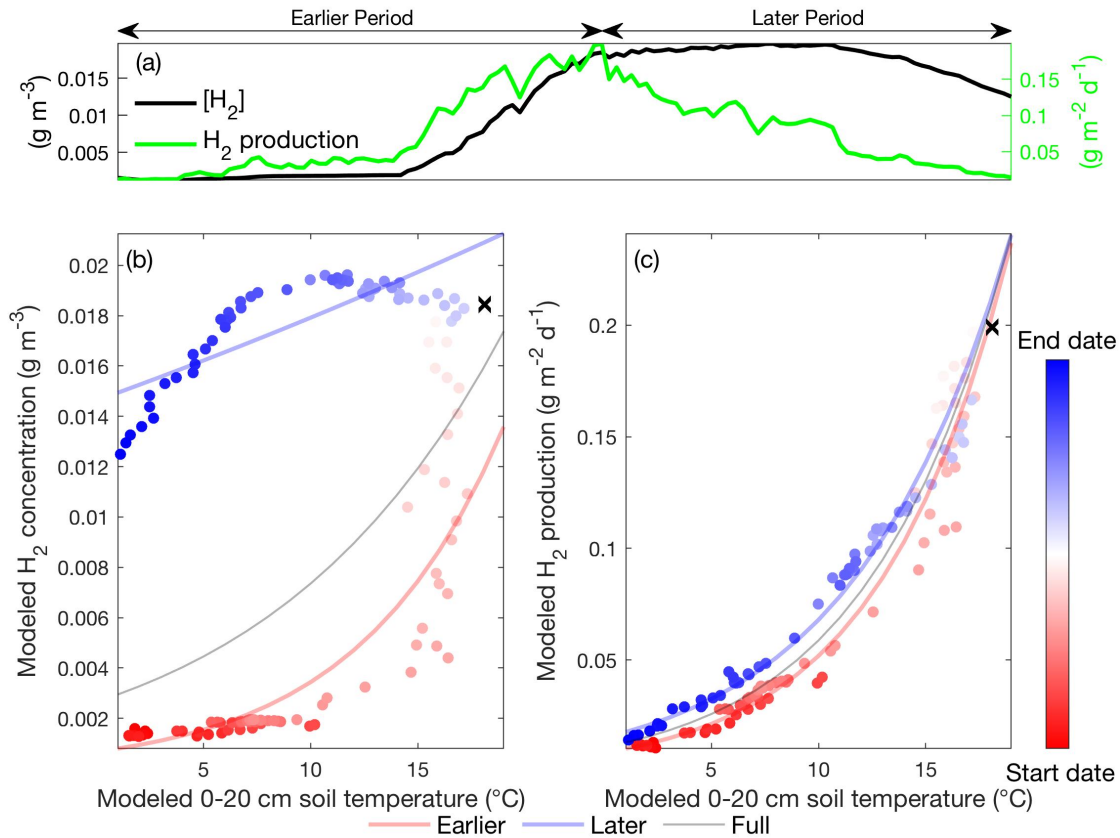 Earlier Period Later Period
(a)
(g m⁻³)
0.015
0.01
0.005
[H₂]
H₂ production
0.15
0.1
0.05
(g m⁻² d⁻¹)
(b)
Modeled H₂ concentration (g m⁻³)
0.02
0.018
0.016
0.014
0.012
0.01
0.008
0.006
0.004
0.002
5 10 15
Modeled 0-20 cm soil temperature (°C)
(c)
Modeled H₂ production (g m⁻² d⁻¹)
0.2
0.15
0.1
0.05
5 10 15
Modeled 0-20 cm soil temperature (°C)
End date
Start date
Earlier Later Full